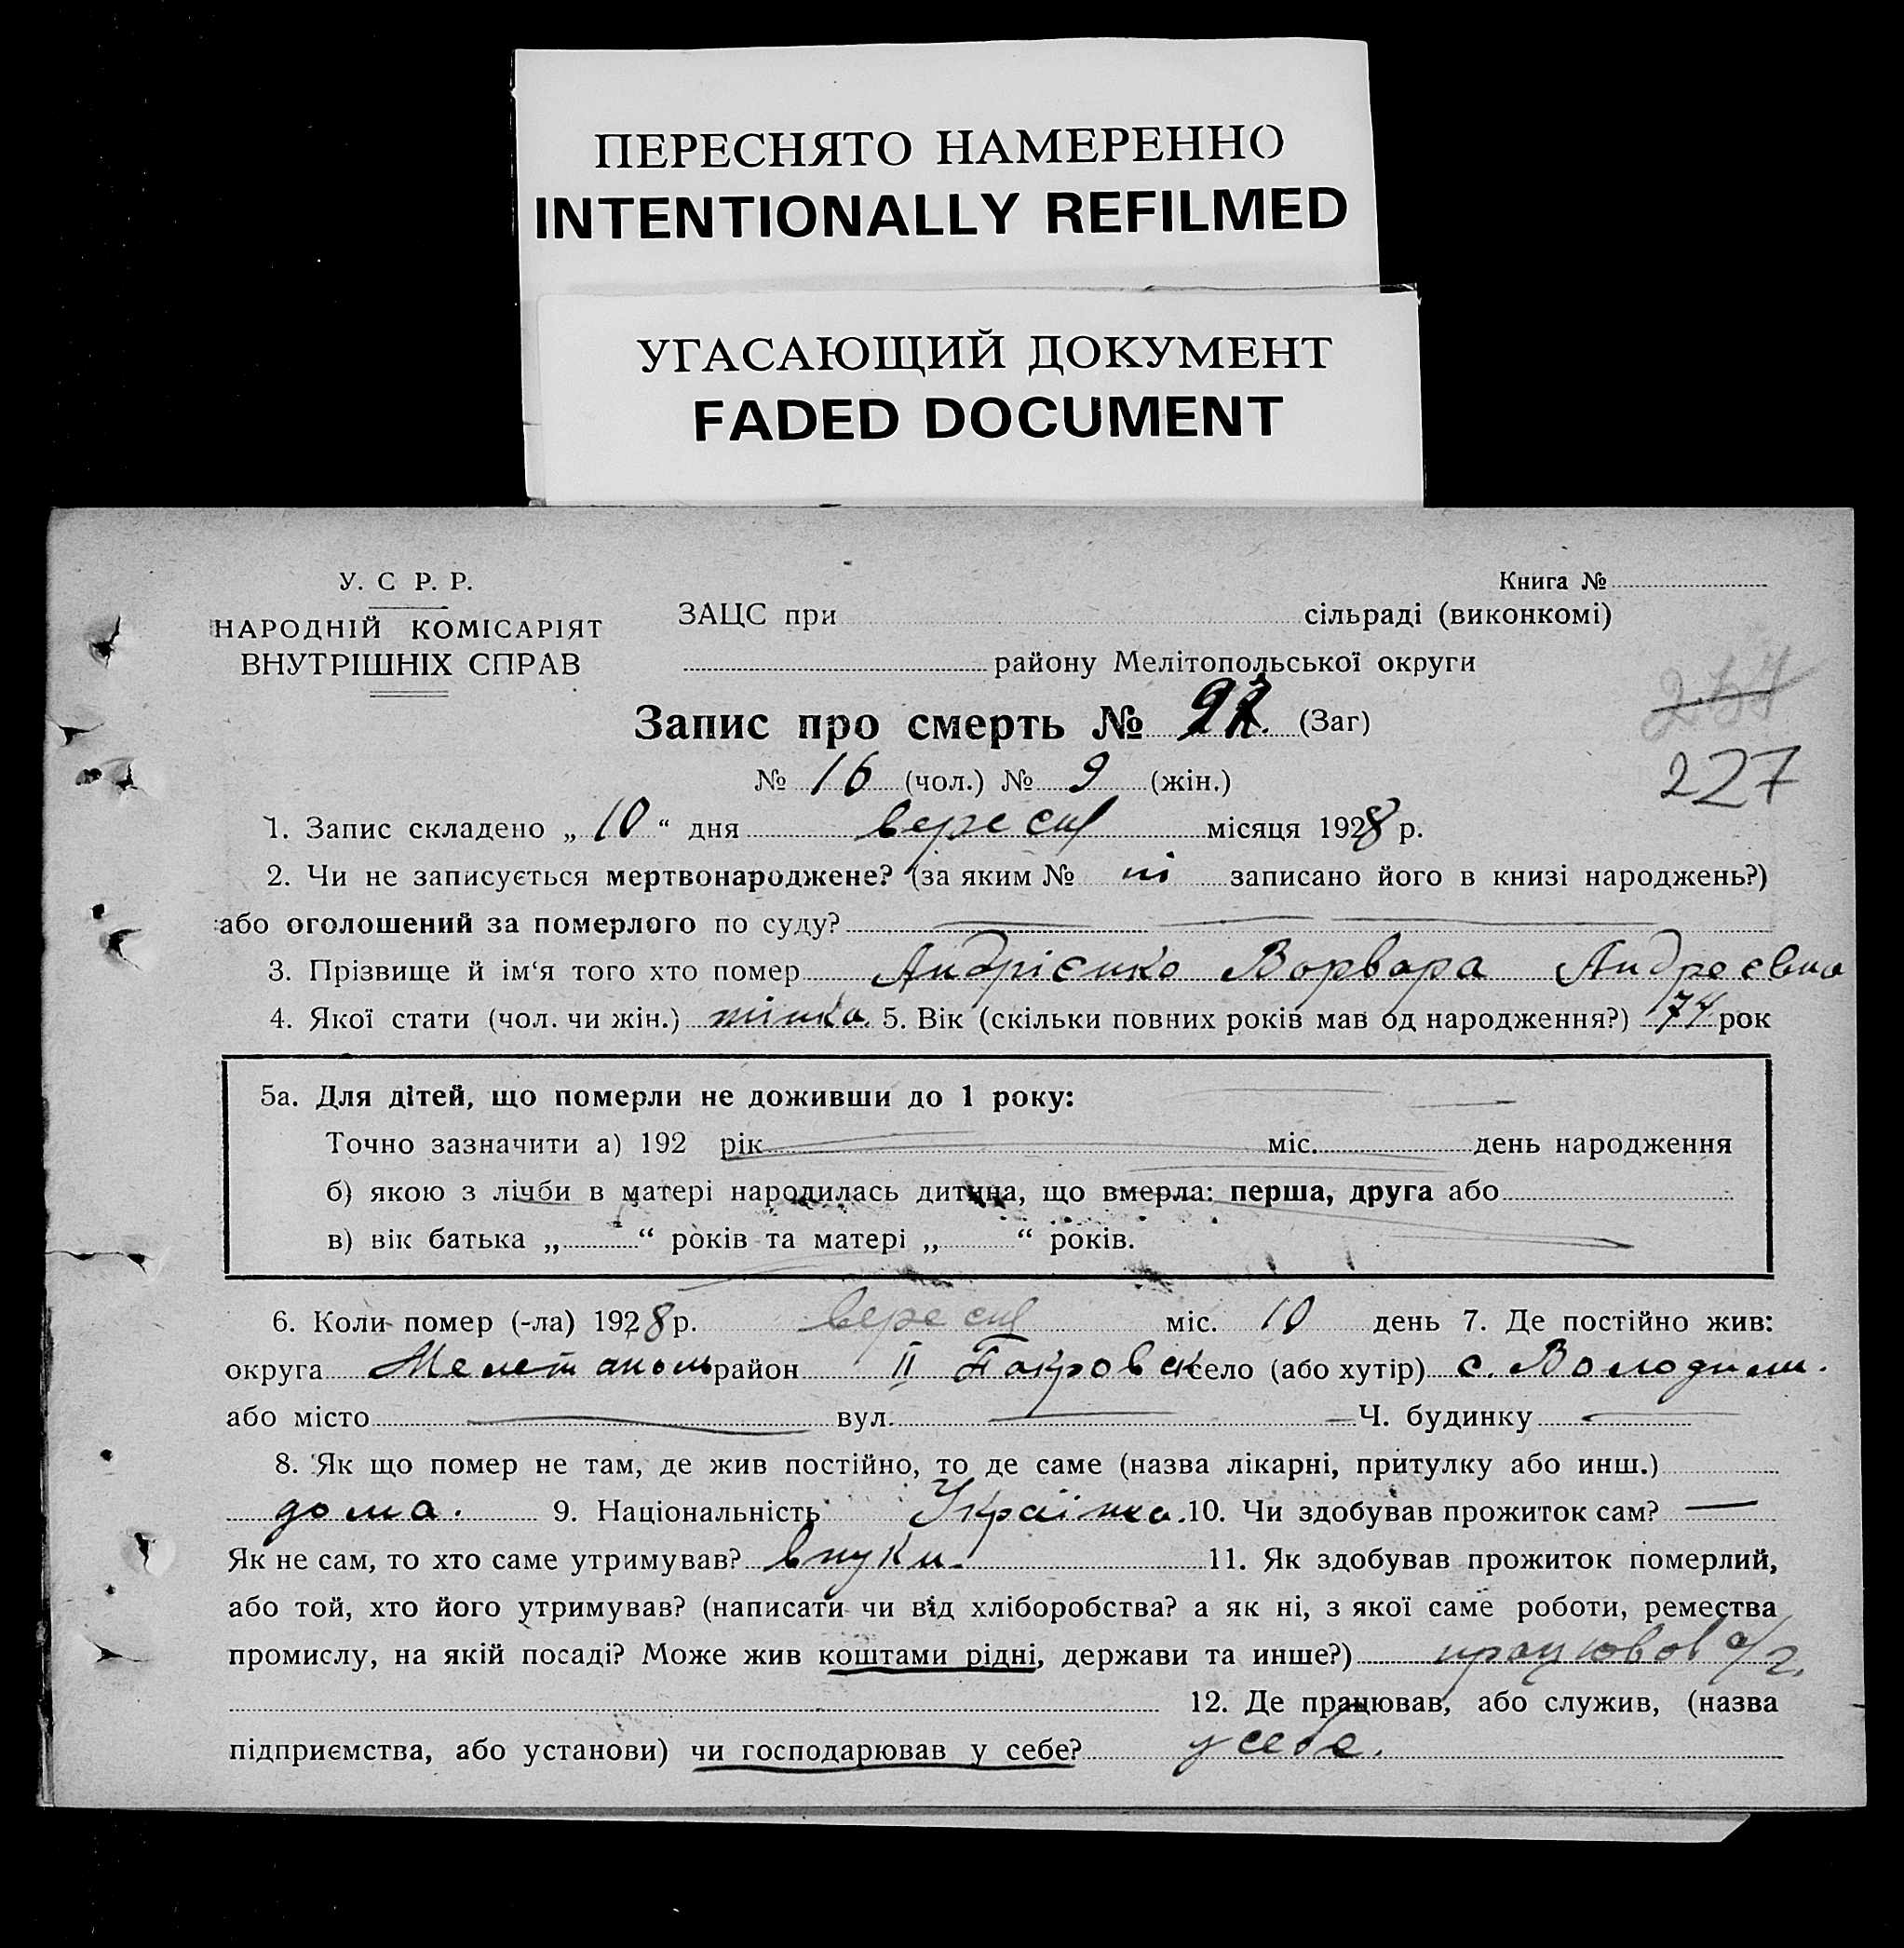 ПЕРЕСНЯТО НАМЕРЕННО
INTENTIONALLY REFILMED
УГАСАЮЩИЙ ДОКУМЕНТ
FADED DOCUMENT
У. С Р. Р.
НАРОДНІЙ КОМІСАРІЯТ
ВНУТРІШНІХ СПРАВ
Книга №
ЗАЦС при сільраді (виконкомі)
району Мелітопольської округи
Запис про смерть № (Заг)
227
№ 16 (чол.) № 9 (жін.)
1. Запис складено „ 10 “ дня вересня місяця 1928 р.
2. Чи не записується мертвонароджене? (за яким № ні записано його в книзі народжень?)
або оголошений за померлого по суду?
3. Прізвище й ім‘я того хто помер Андрієнко Ворвара Андреєвна
4. Якої стати (чол. чи жін.) жінка. 5. Вік (скільки повних років мав од народження?) 74 рок
5а. Для дітей, що померли не доживши до 1 року:
Точно зазначити а) 192 рік міс. день народження
б) якою з лічби в матері народилась дитина, що вмерла: перша, друга або
в) вік батька „ “ років та матері „ “ років.
6. Коли помер (-ла) 1928 р. вересня міс. 10 день 7. Де постійно жив:
округа Мелетополь район ІІ Покровск село (або хутір) с. Володими.
або місто вул. Ч. будинку
8. Як що помер не там, де жив постійно, то де саме (назва лікарні, притулку або инш.)
дома. 9. Національність Українка. 10. Чи здобував прожиток сам? —
Як не сам, то хто саме утримував? внуки. 11. Як здобував прожиток померлий,
або той, хто його утримував? (написати чи від хліборобства? а як ні, з якої саме роботи, ремества
промислу, на якій посаді? Може жив коштами рідні, держави та инше?) працював
12. Де працював, або служив, (назва
підприємства, або установи) чи господарював у себе? у себе.